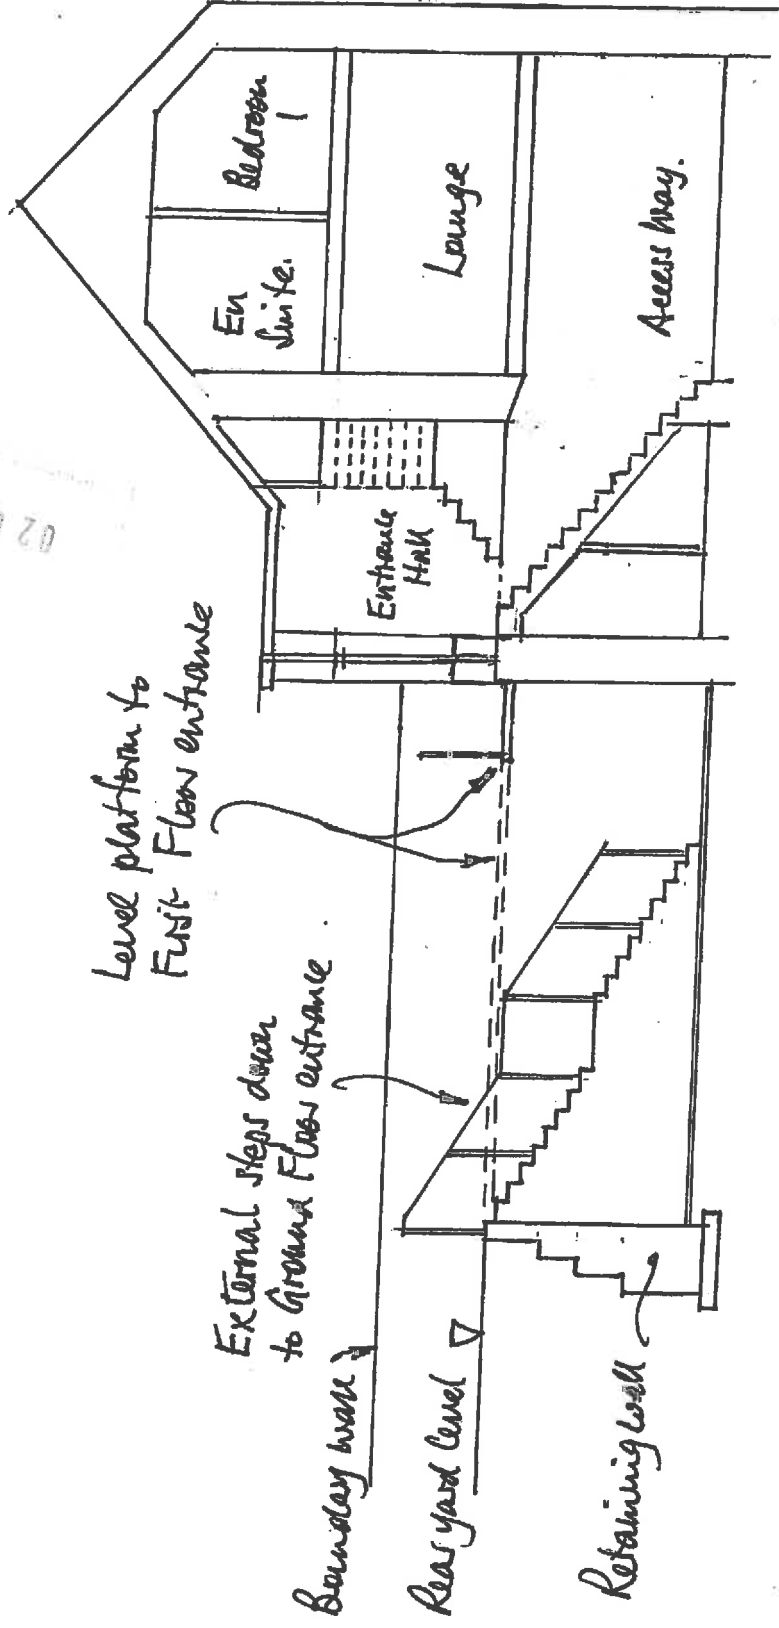 Level platform to
First Floor entrance
External steps down
to Ground Floor entrance
Boundary wall
Rear yard level
Retaining wall
Entrance
Hall
En
Suite.
Bedroom
1
Lounge
Access Way.
02